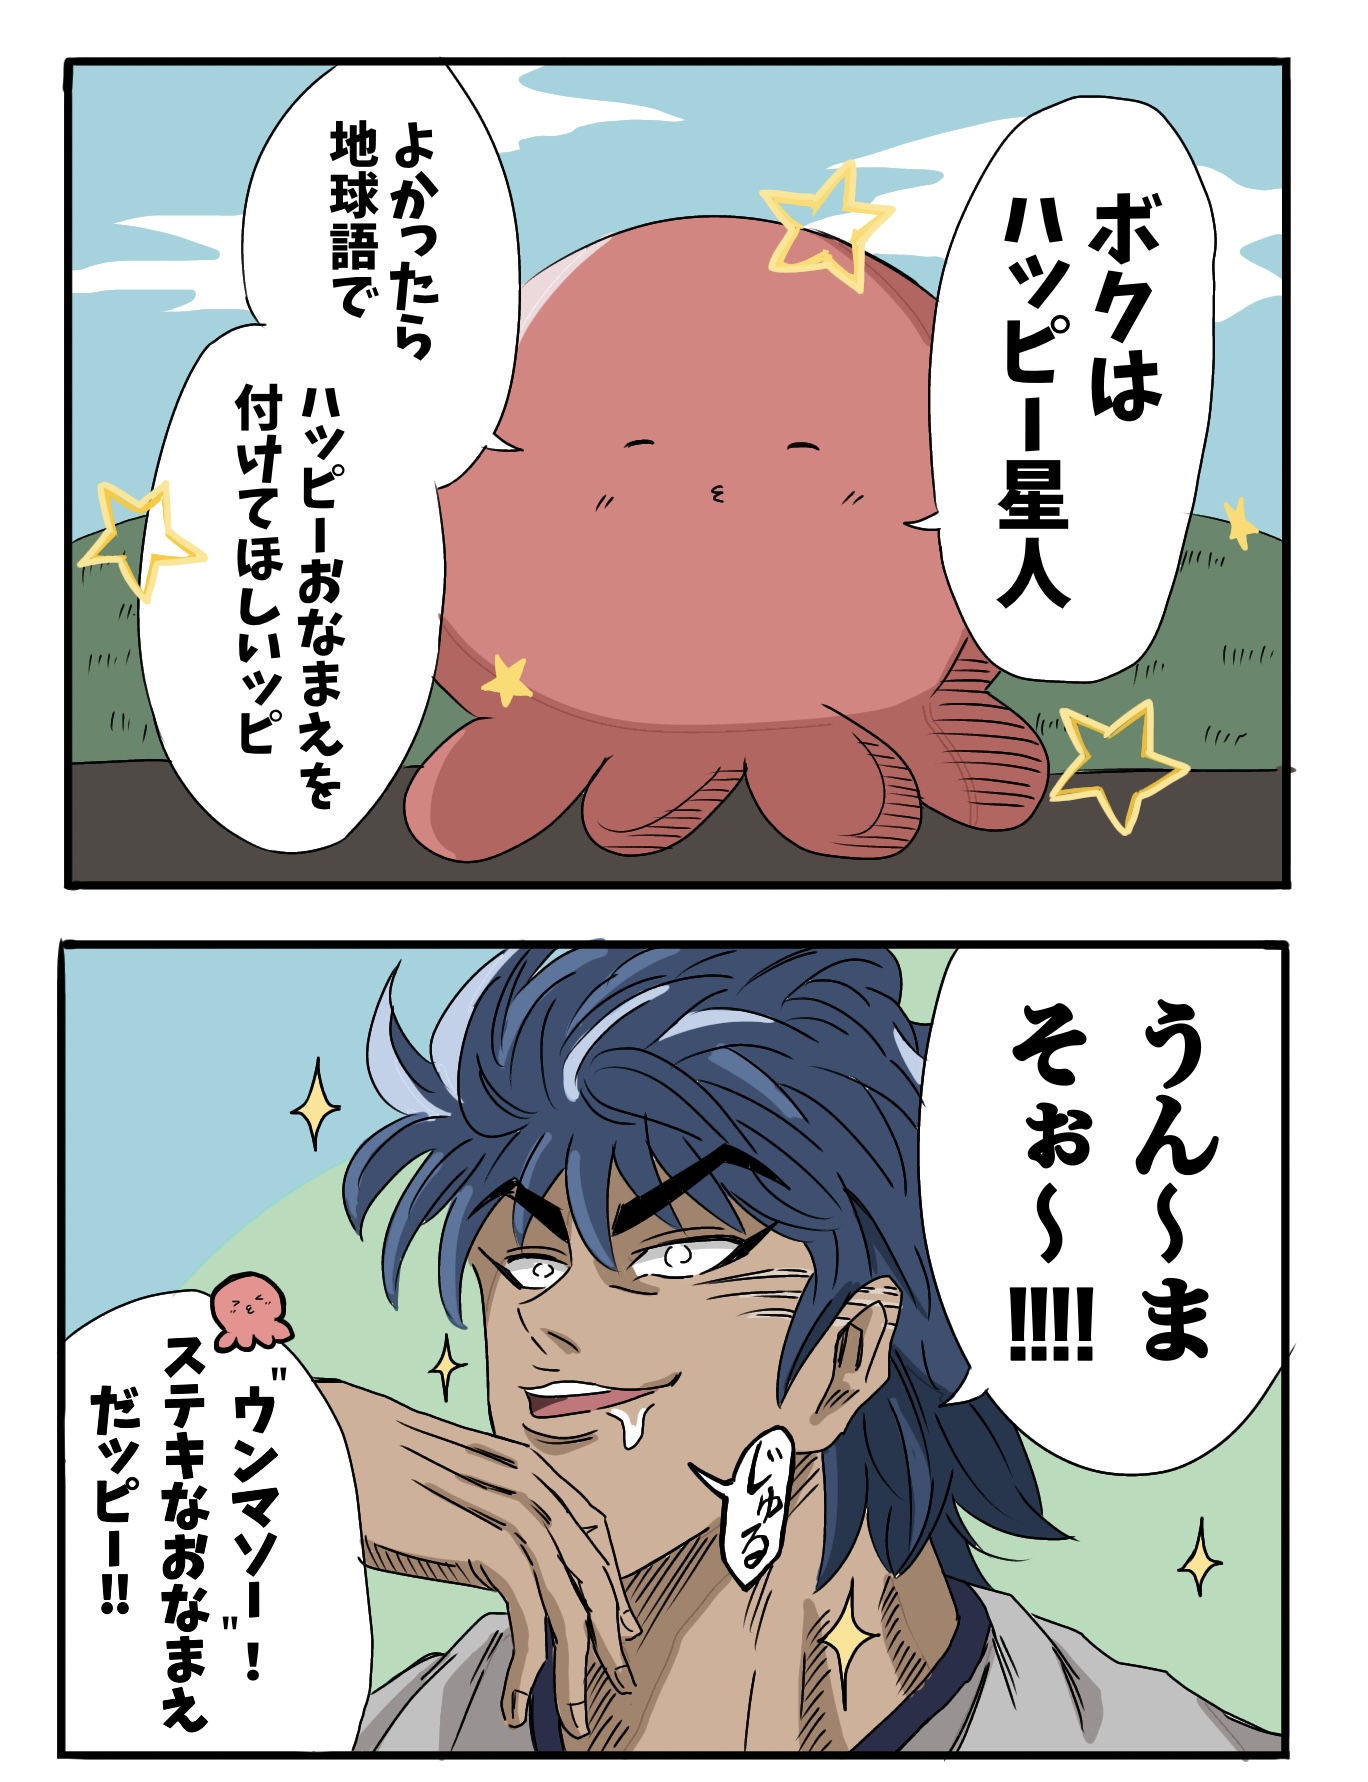 ボクは
ハッピー星人
よかったら
地球語で
ハッピーおなまえを
付けてほしいッピ
うん～ま
そぉ～!!!!
じゅる
"ウンマソー！"
ステキなおなまえ
だッピー!!